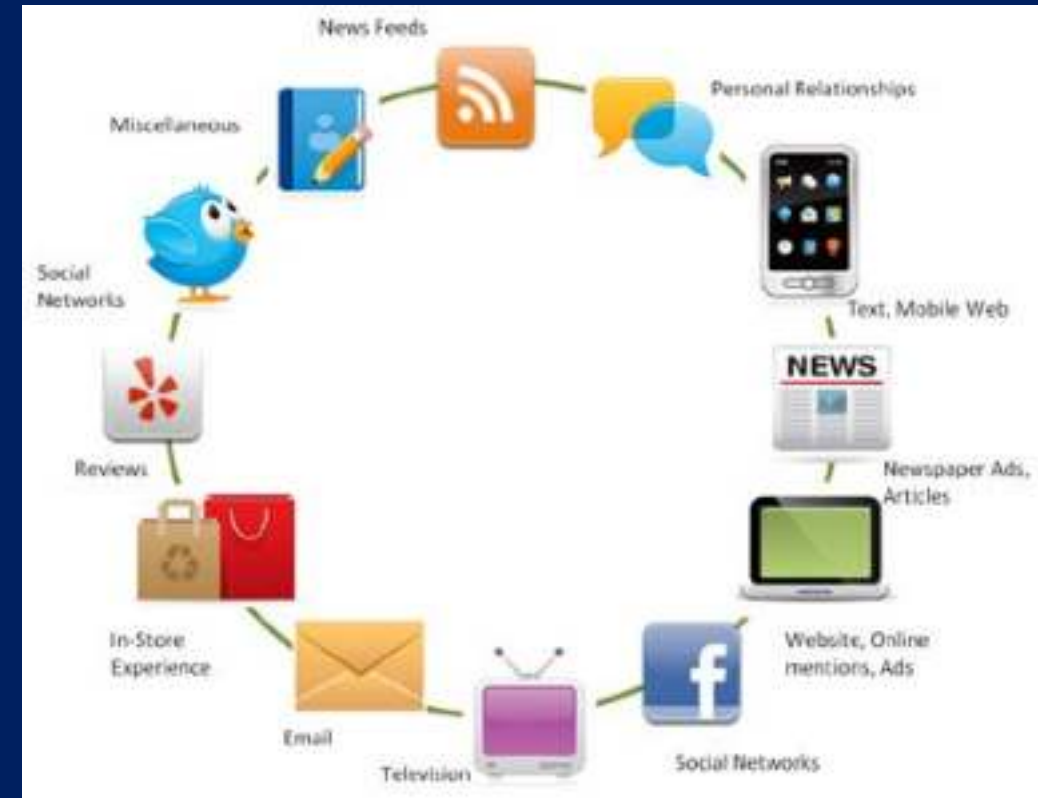 News Feeds
Personal Relationships
Miscellaneous
Social
Networks
Text, Mobile Web
NEWS
Reviews
Newspaper Ads,
Articles
In-Store
Experience
Website, Online
mentions, Ads
f
Email
Social Networks
Television